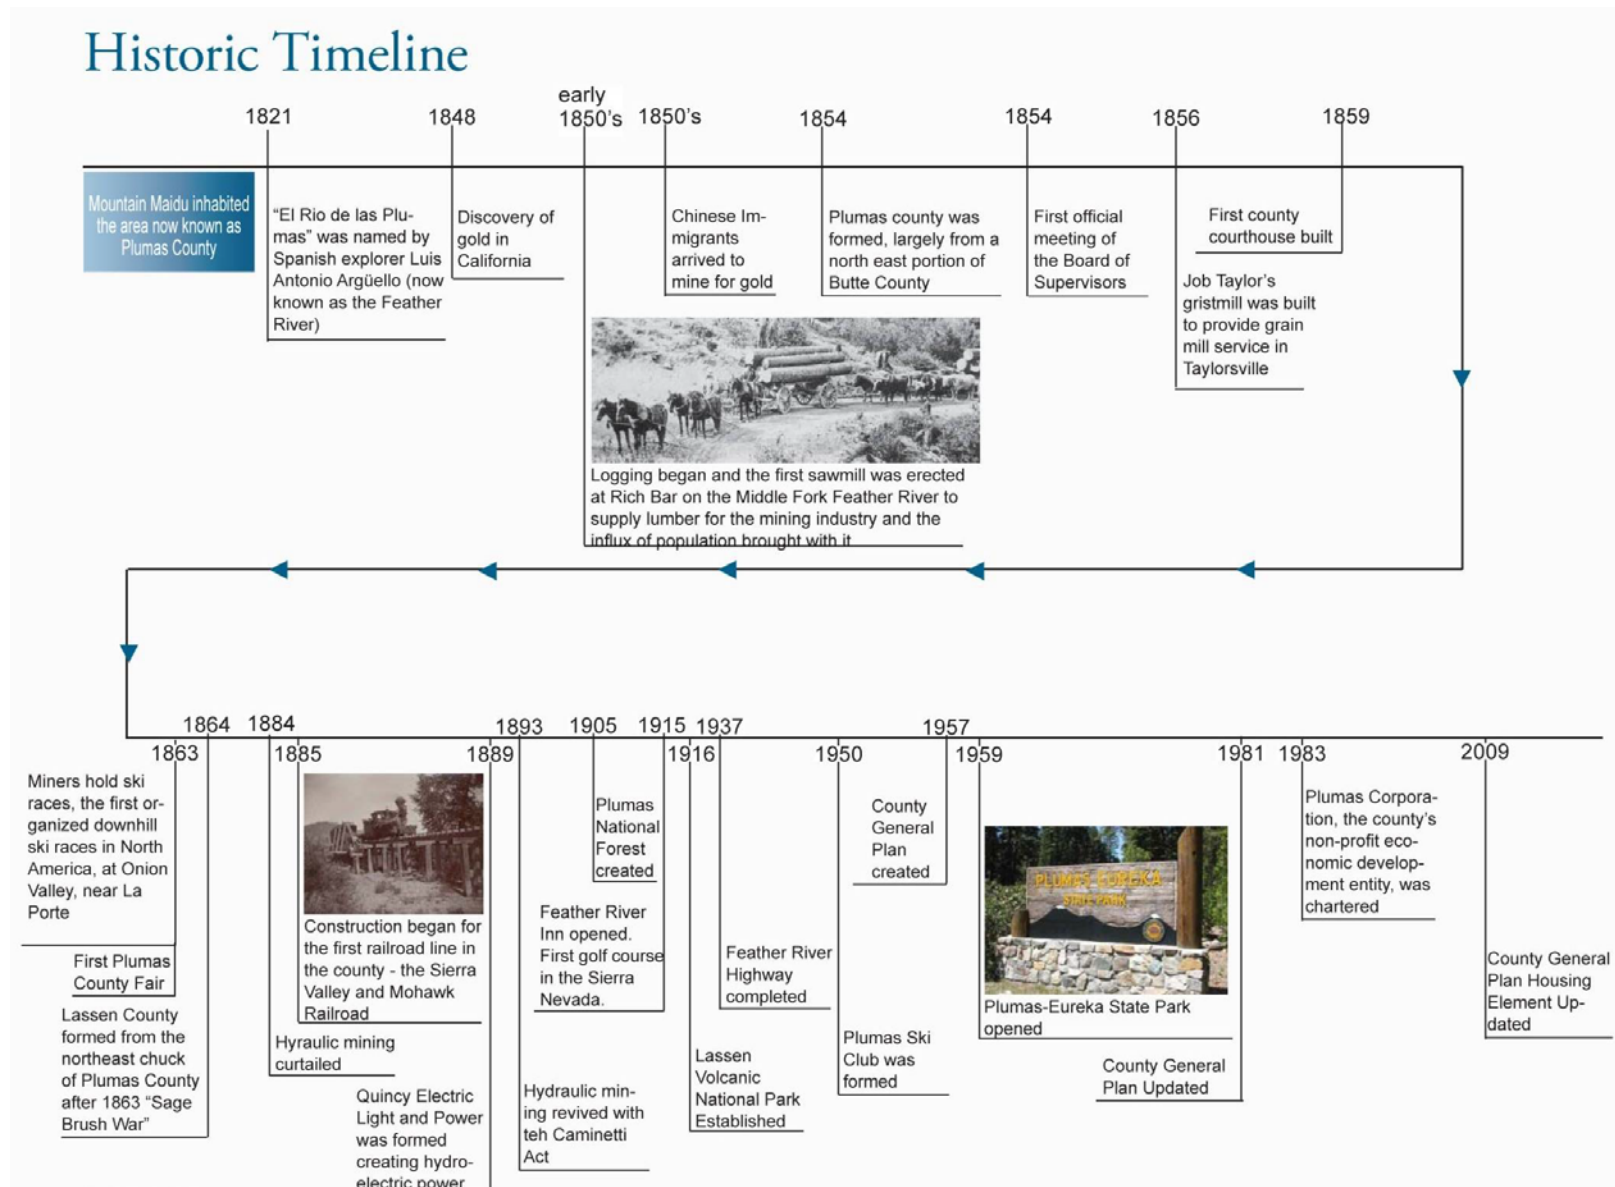 Historic Timeline
1821
1848
early
1850's
1850's
1854
1854
1856
1859
Mountain Maidu inhabited
the area now known as
Plumas County
“El Rio de las Plu-
mas” was named by
Spanish explorer Luis
Antonio Argüello (now
known as the Feather
River)
Discovery of
gold in
California
Logging began and the first sawmill was erected
at Rich Bar on the Middle Fork Feather River to
supply lumber for the mining industry and the
influx of population brought with it
Chinese Im-
migrants
arrived to
mine for gold
Plumas county was
formed, largely from a
north east portion of
Butte County
First official
meeting of
the Board of
Supervisors
Job Taylor's
gristmill was built
to provide grain
mill service in
Taylorsville
First county
courthouse built
1863
1864
1884
1885
1889
1893
1905
1915
1916
1937
1950
1957
1959
1981
1983
2009
Miners hold ski
races, the first or-
ganized downhill
ski races in North
America, at Onion
Valley, near La
Porte
First Plumas
County Fair
Lassen County
formed from the
northeast chuck
of Plumas County
after 1863 “Sage
Brush War”
Hyraulic mining
curtailed
Construction began for
the first railroad line in
the county - the Sierra
Valley and Mohawk
Railroad
Quincy Electric
Light and Power
was formed
creating hydro-
electric power
Hydraulic min-
ing revived with
teh Caminetti
Act
Plumas
National
Forest
created
Feather River
Inn opened.
First golf course
in the Sierra
Nevada.
Lassen
Volcanic
National Park
Established
Feather River
Highway
completed
Plumas Ski
Club was
formed
County
General
Plan
created
PLUMAS EUREKA
STATE PARK
Plumas-Eureka State Park
opened
County General
Plan Updated
Plumas Corpora-
tion, the county's
non-profit eco-
nomic develop-
ment entity, was
chartered
County General
Plan Housing
Element Up-
dated